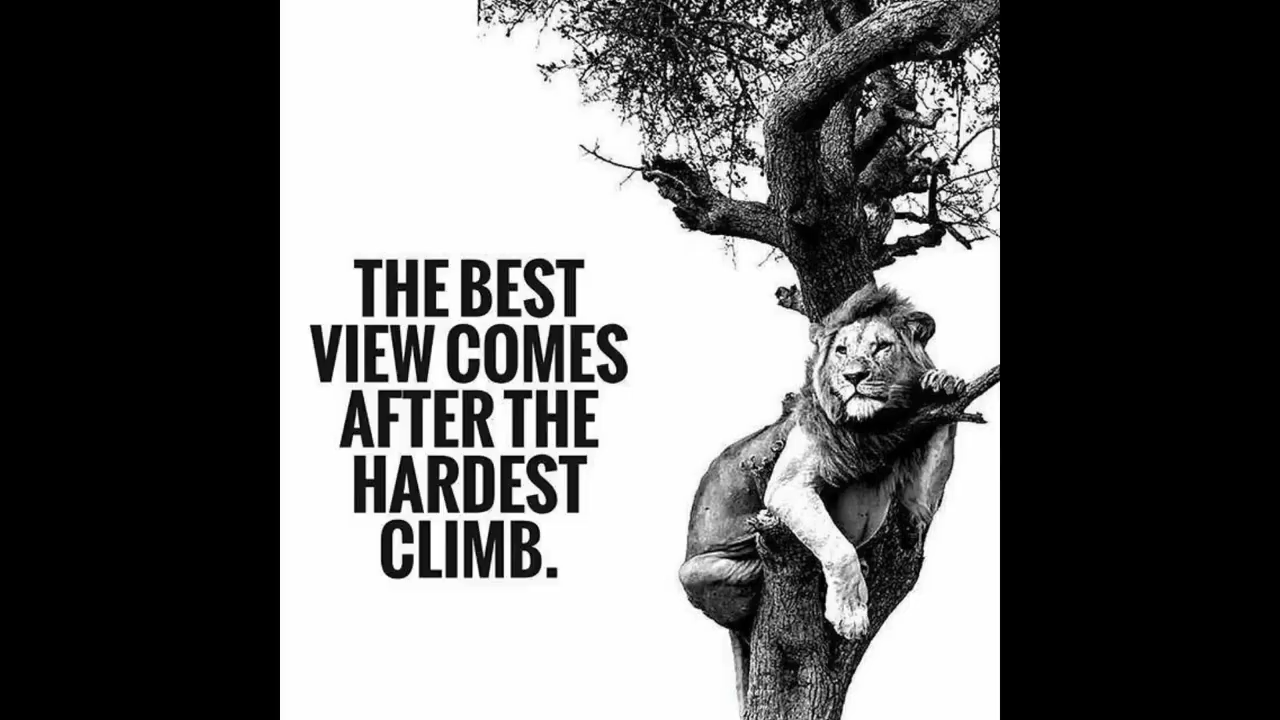 THE BEST
VIEW COMES
AFTER THE
HARDEST
CLIMB.